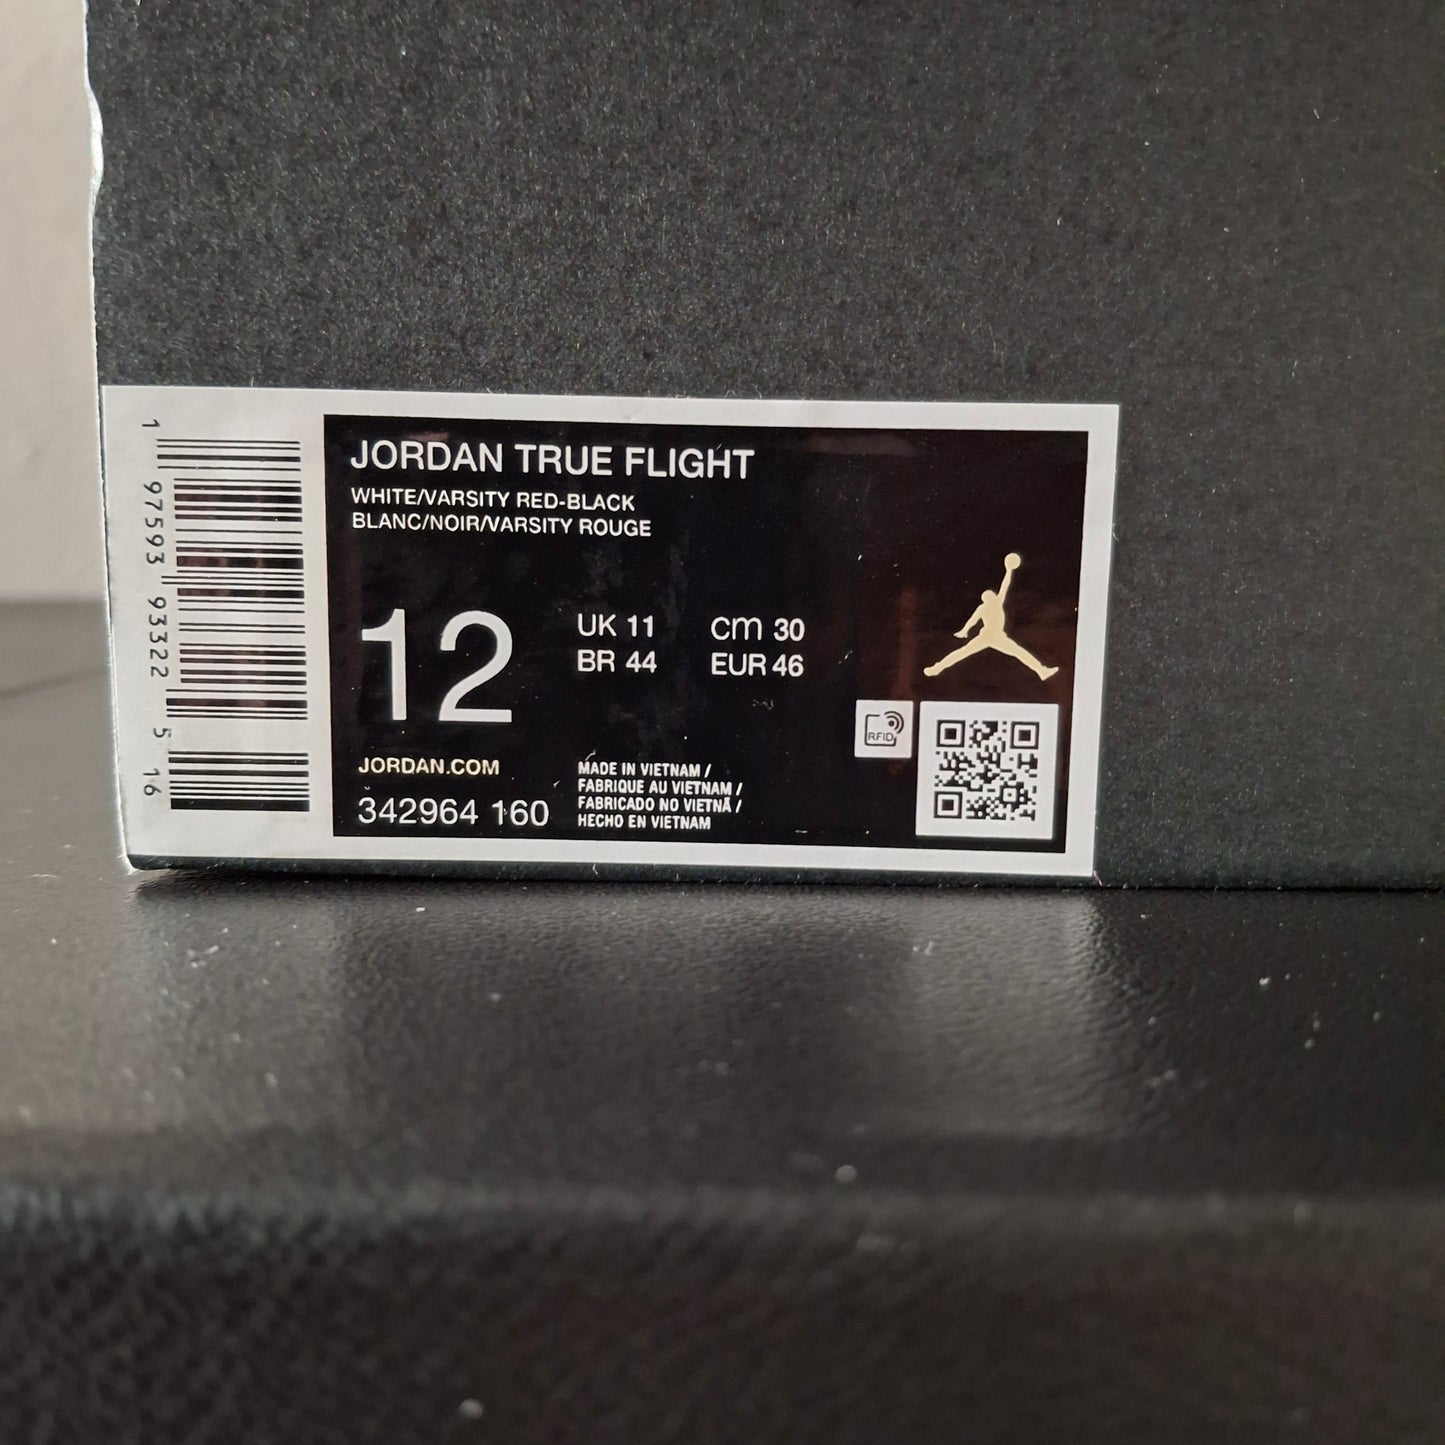 JORDAN TRUE FLIGHT
WHITE/VARSITY RED-BLACK
BLANC/NOIR/VARSITY ROUGE
12
UK 11
CM 30
BR 44
EUR 46
JORDAN.COM
342964 160
MADE IN VIETNAM /
FABRIQUE AU VIETNAM /
FABRICADO NO VIETNÃ /
HECHO EN VIETNAM
RFID
1 97593 93322 5 16